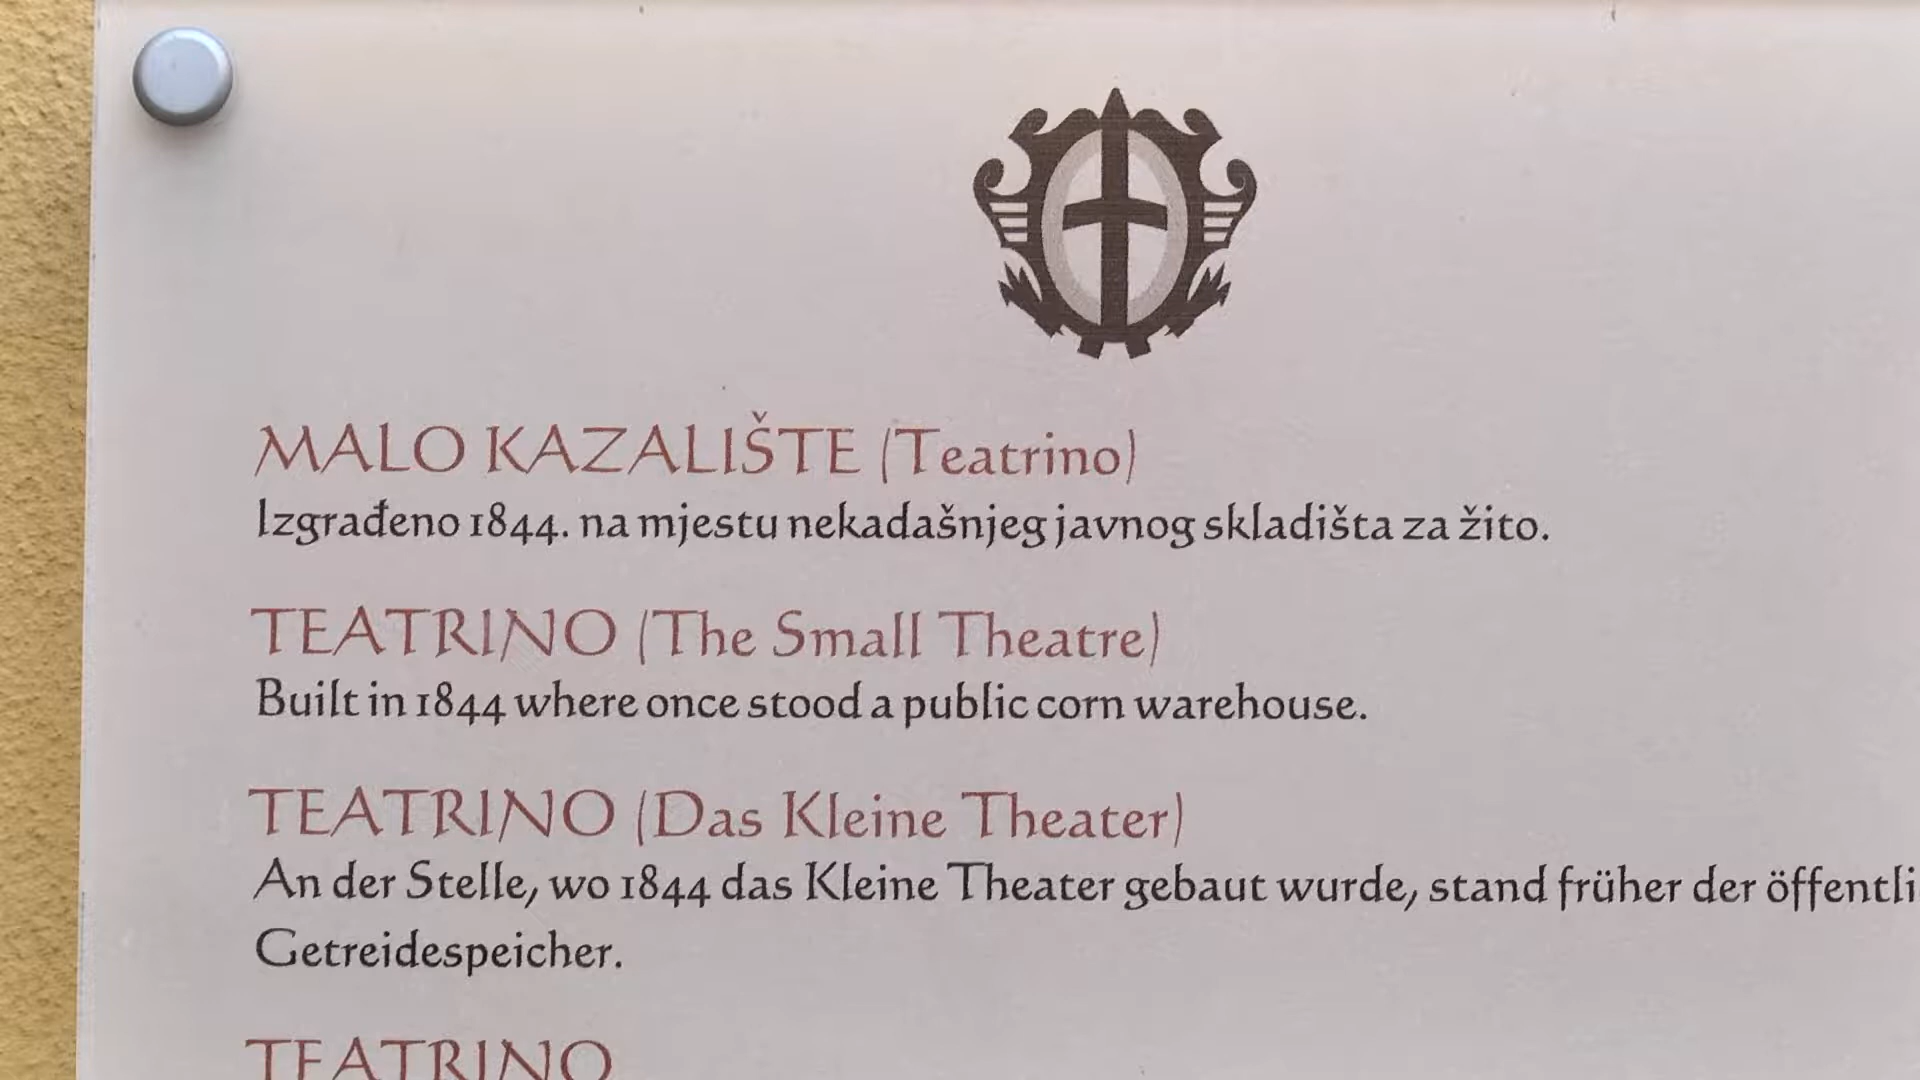 MALO KAZALIŠTE (Teatrino)
Izgrađeno 1844. na mjestu nekadašnjeg javnog skladišta za žito.
TEATRINO (The Small Theatre)
Built in 1844 where once stood a public corn warehouse.
TEATRINO (Das Kleine Theater)
An der Stelle, wo 1844 das Kleine Theater gebaut wurde, stand früher der öffentli
Getreidespeicher.
TEATRINO